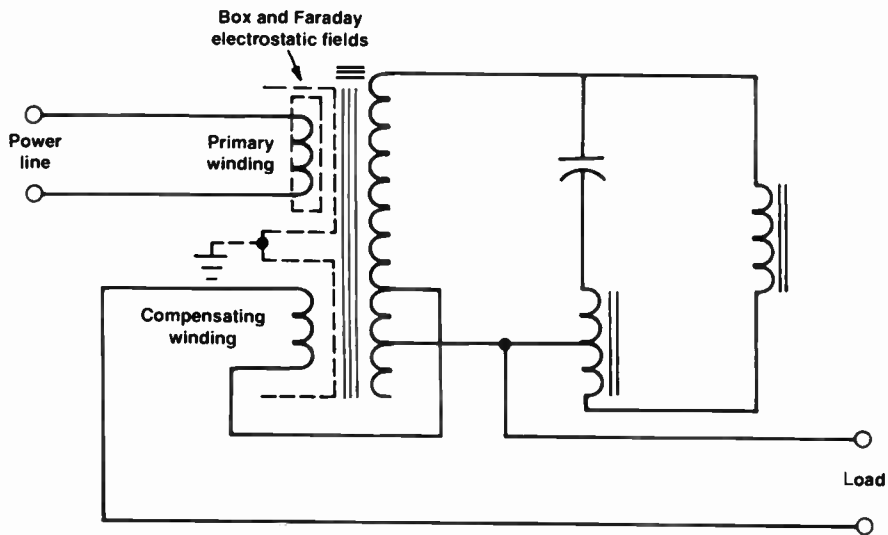 Box and Faraday
electrostatic fields
Power
line
Primary
winding
Compensating
winding
Load